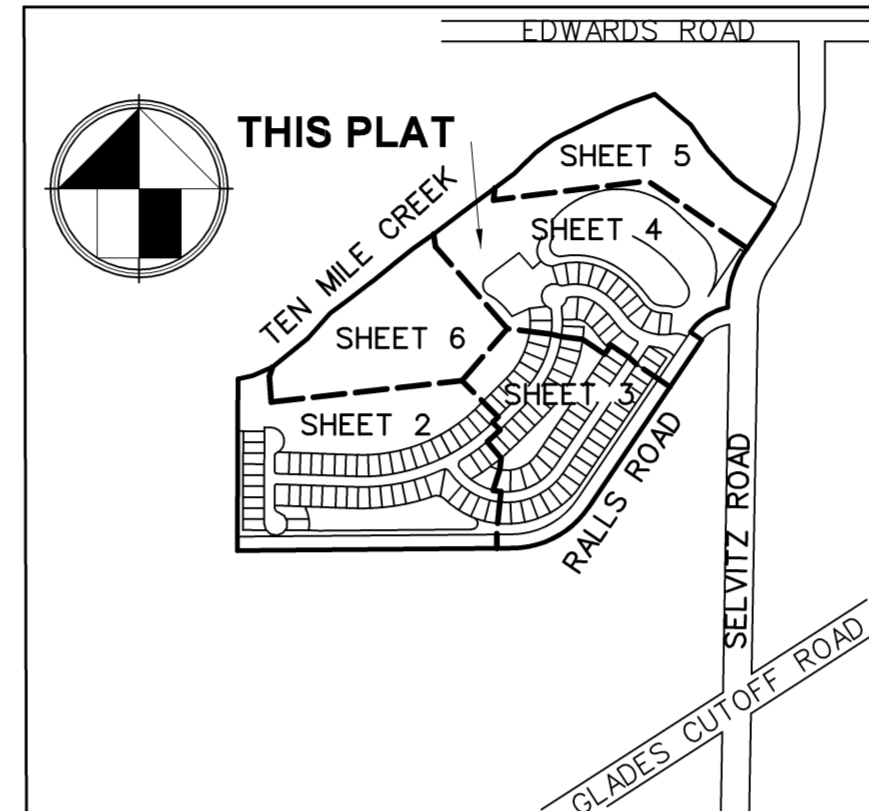 EDWARDS ROAD
THIS PLAT
SHEET 5
TEN MILE CREEK
SHEET 4
SHEET 6
SHEET 3
SHEET 2
RALLS ROAD
SELVITZ ROAD
GLADES CUTOFF ROAD